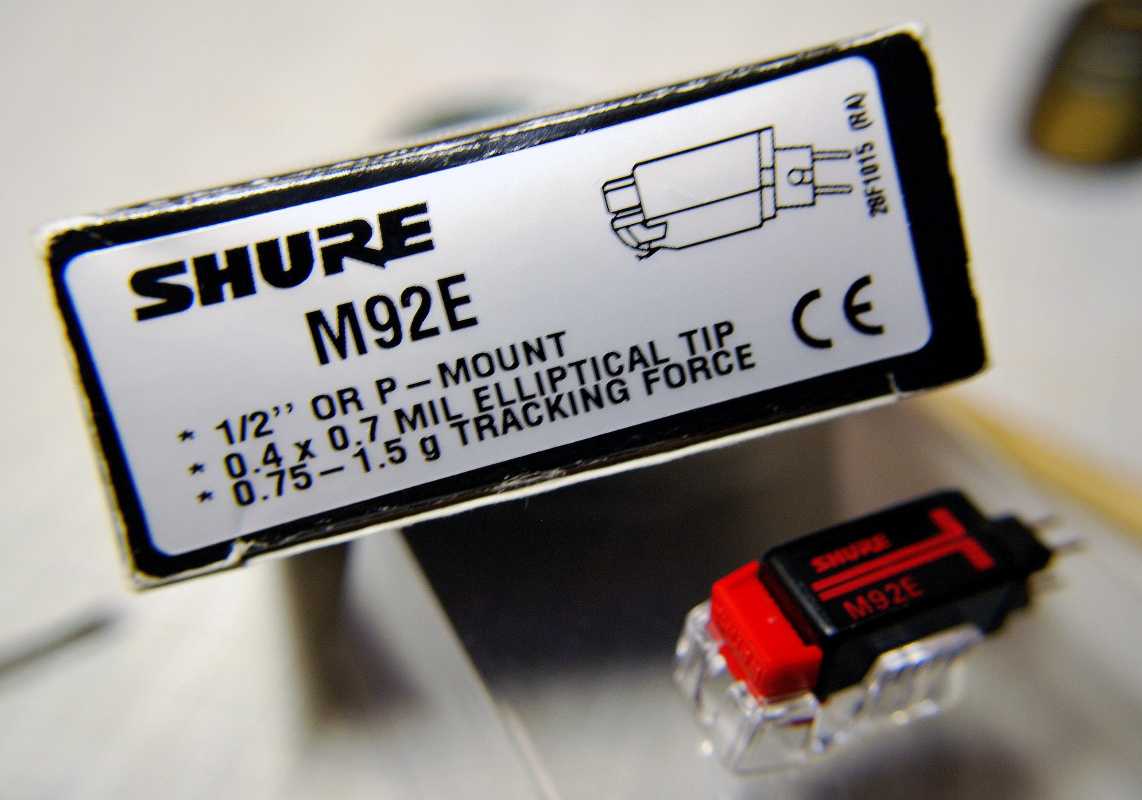 SHURE
M92E
* 1/2’’ OR P–MOUNT
* 0.4 x 0.7 MIL ELLIPTICAL TIP
* 0.75–1.5 g TRACKING FORCE
28F1015 (RA)
CE
SHURE
M92E